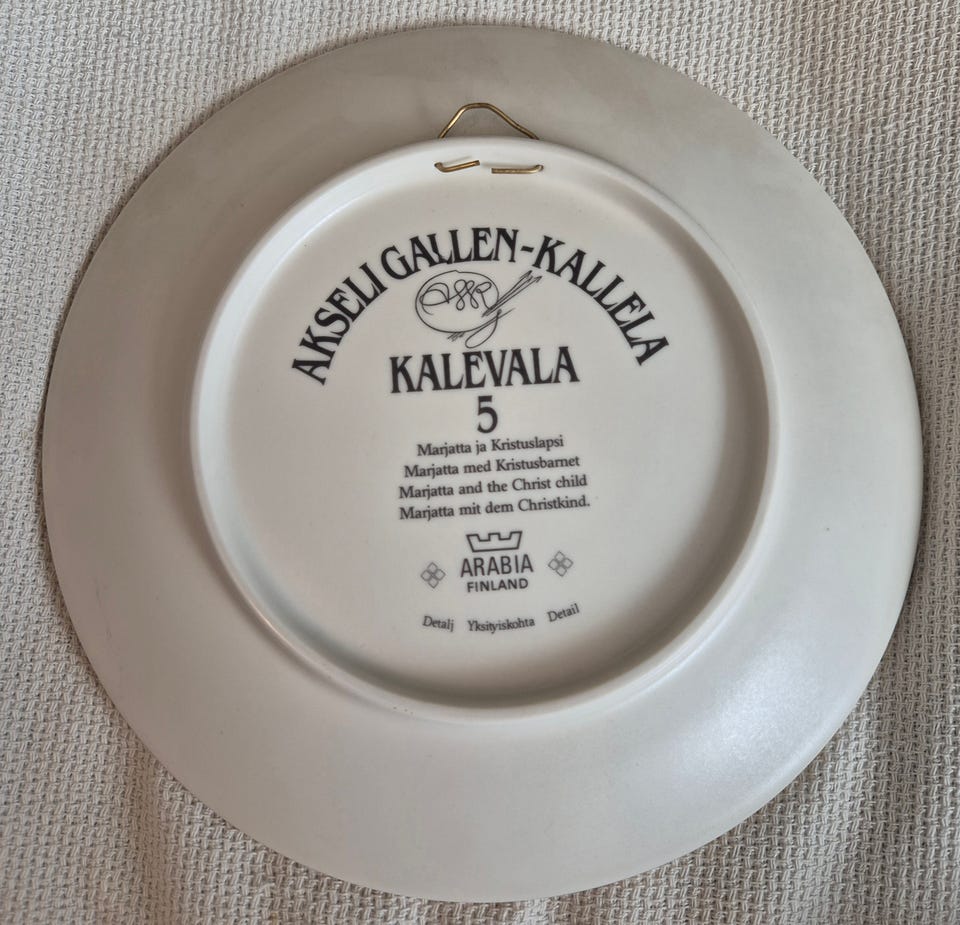 AKSELI GALLEN-KALLELA
KALEVALA
5
Marjatta ja Kristuslapsi
Marjatta med Kristusbarnet
Marjatta and the Christ child
Marjatta mit dem Christkind.
ARABIA
FINLAND
Detalj Yksityiskohta Detail